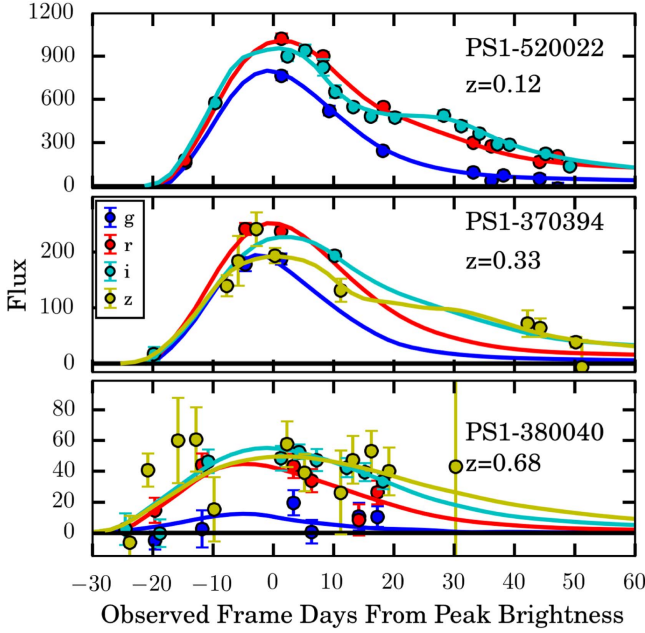 1200
900
600
300
0
PS1-520022
z=0.12
g
r
i
z
Flux
200
100
0
PS1-370394
z=0.33
80
60
40
20
0
PS1-380040
z=0.68
−30 −20 −10 0 10 20 30 40 50 60
Observed Frame Days From Peak Brightness